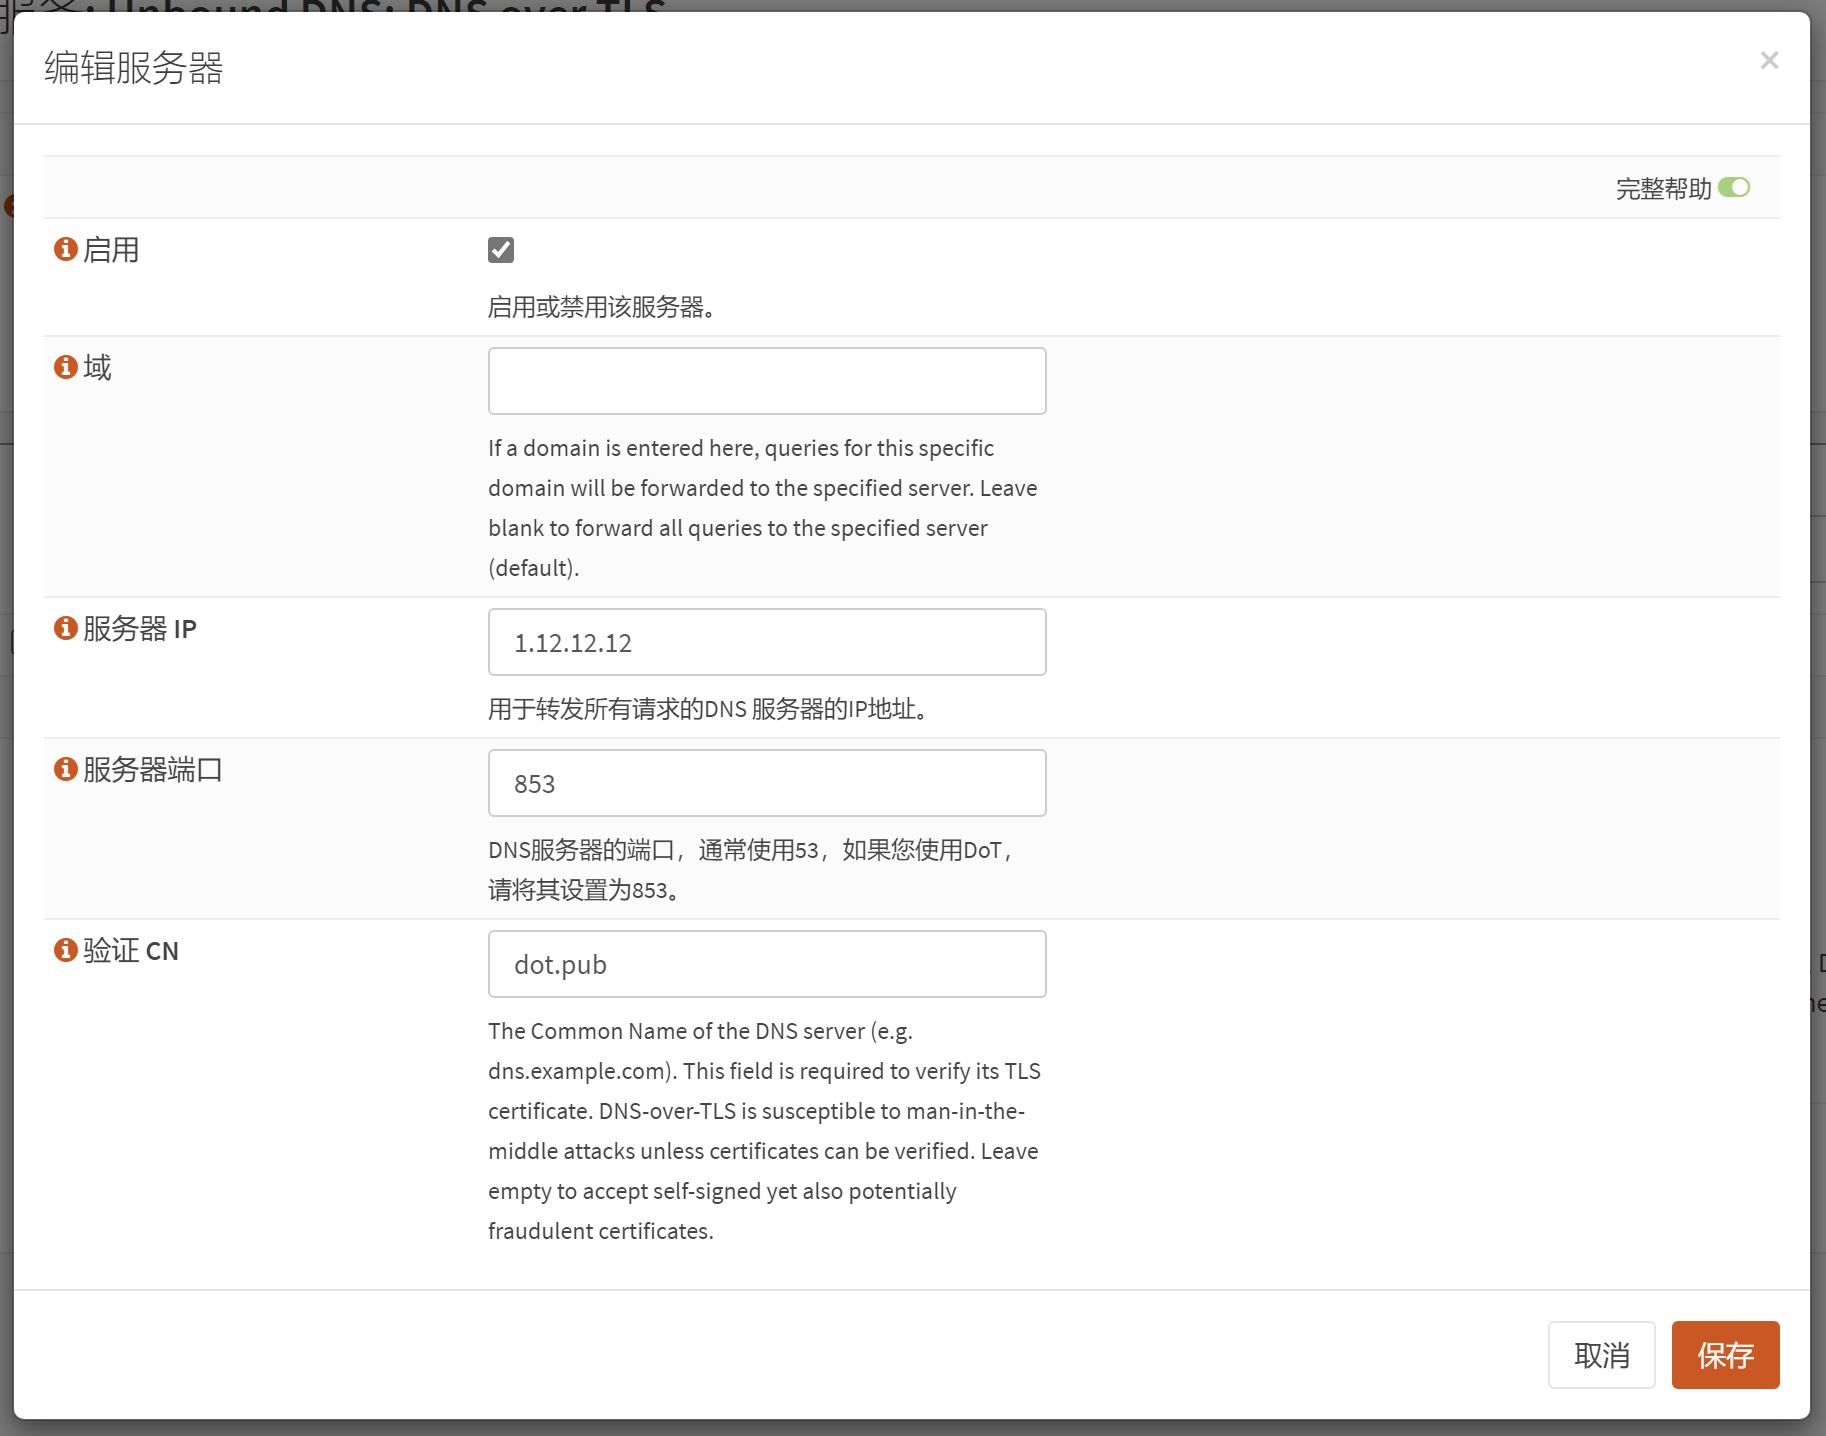 服务: Unbound DNS: DNS over TLS
编辑服务器
×
完整帮助
启用
启用或禁用该服务器。
域
If a domain is entered here, queries for this specific
domain will be forwarded to the specified server. Leave
blank to forward all queries to the specified server
(default).
服务器 IP
1.12.12.12
用于转发所有请求的DNS 服务器的IP地址。
服务器端口
853
DNS服务器的端口，通常使用53，如果您使用DoT，
请将其设置为853。
验证 CN
dot.pub
The Common Name of the DNS server (e.g.
dns.example.com). This field is required to verify its TLS
certificate. DNS-over-TLS is susceptible to man-in-the-
middle attacks unless certificates can be verified. Leave
empty to accept self-signed yet also potentially
fraudulent certificates.
取消
保存